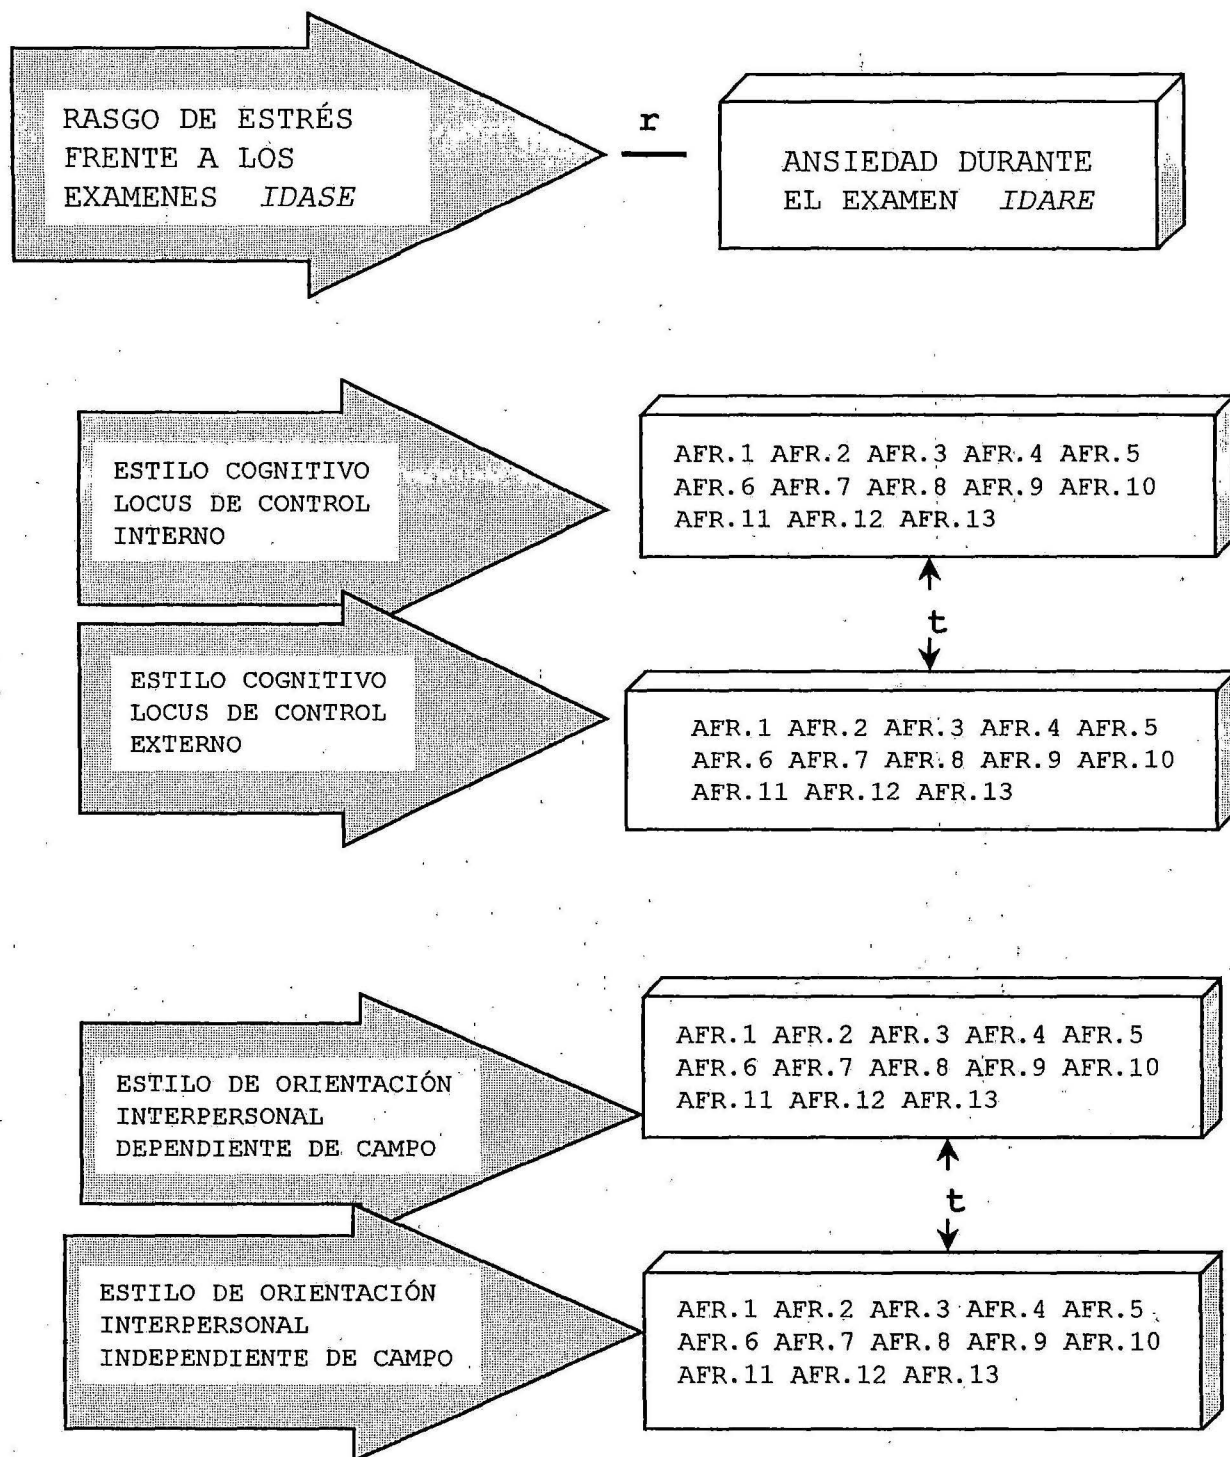 RASGO DE ESTRÉS
FRENTE A LOS
EXAMENES IDASE
r
ANSIEDAD DURANTE
EL EXAMEN IDARE
ESTILO COGNITIVO
LOCUS DE CONTROL
INTERNO
AFR.1 AFR.2 AFR.3 AFR.4 AFR.5
AFR.6 AFR.7 AFR.8 AFR.9 AFR.10
AFR.11 AFR.12 AFR.13
t
ESTILO COGNITIVO
LOCUS DE CONTROL
EXTERNO
AFR.1 AFR.2 AFR.3 AFR.4 AFR.5
AFR.6 AFR.7 AFR.8 AFR.9 AFR.10
AFR.11 AFR.12 AFR.13
ESTILO DE ORIENTACIÓN
INTERPERSONAL
DEPENDIENTE DE CAMPO
AFR.1 AFR.2 AFR.3 AFR.4 AFR.5
AFR.6 AFR.7 AFR.8 AFR.9 AFR.10
AFR.11 AFR.12 AFR.13
t
ESTILO DE ORIENTACIÓN
INTERPERSONAL
INDEPENDIENTE DE CAMPO
AFR.1 AFR.2 AFR.3 AFR.4 AFR.5
AFR.6 AFR.7 AFR.8 AFR.9 AFR.10
AFR.11 AFR.12 AFR.13